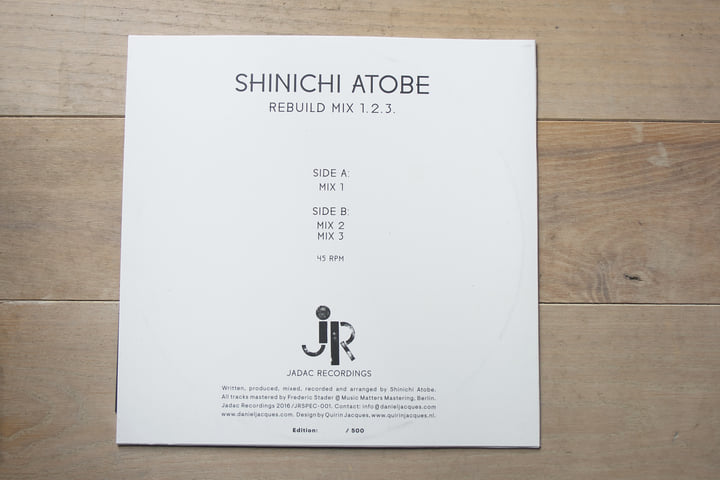 SHINICHI ATOBE
REBUILD MIX 1.2.3.
SIDE A:
MIX 1
SIDE B:
MIX 2
MIX 3
45 RPM
jR
JADAC RECORDINGS
Written, produced, mixed, recorded and arranged by Shinichi Atobe.
All tracks mastered by Frederic Stader @ Music Matters Mastering, Berlin.
Jadac Recordings 2016 / JRSPEC-001. Contact: info@danieljacques.com
www.danieljacques.com. Design by Quirin Jacques, www.quirinjacques.nl.
Edition: / 500